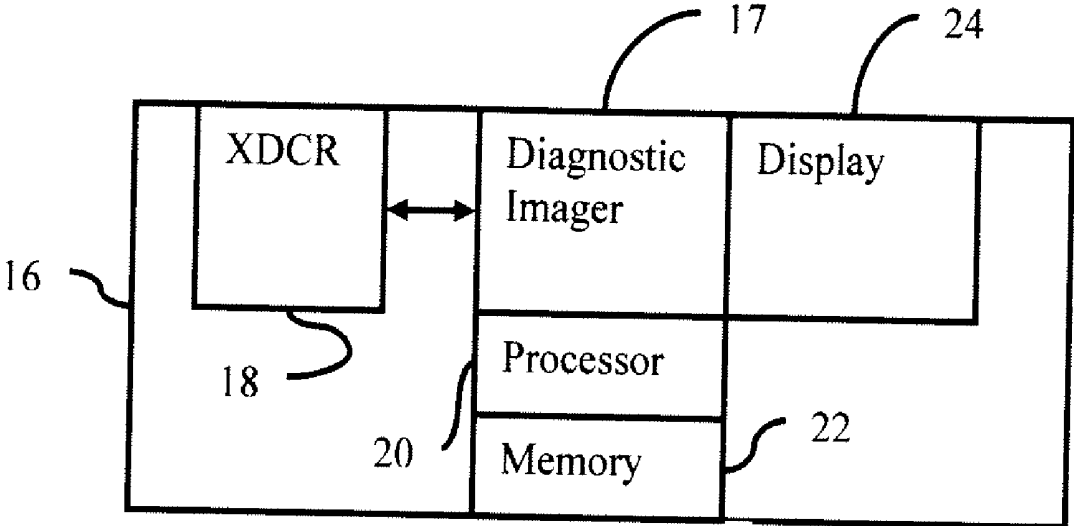 17
24
XDCR
Diagnostic
Imager
Display
16
18
Processor
20
22
Memory